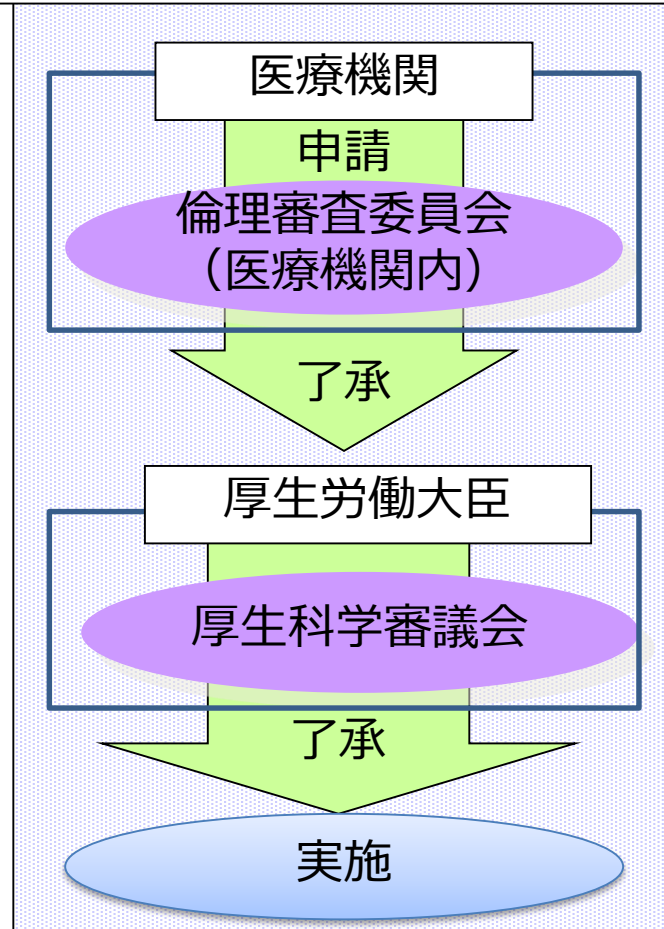 医療機関
申請
倫理審査委員会
（医療機関内）
了承
厚生労働大臣
厚生科学審議会
了承
実施